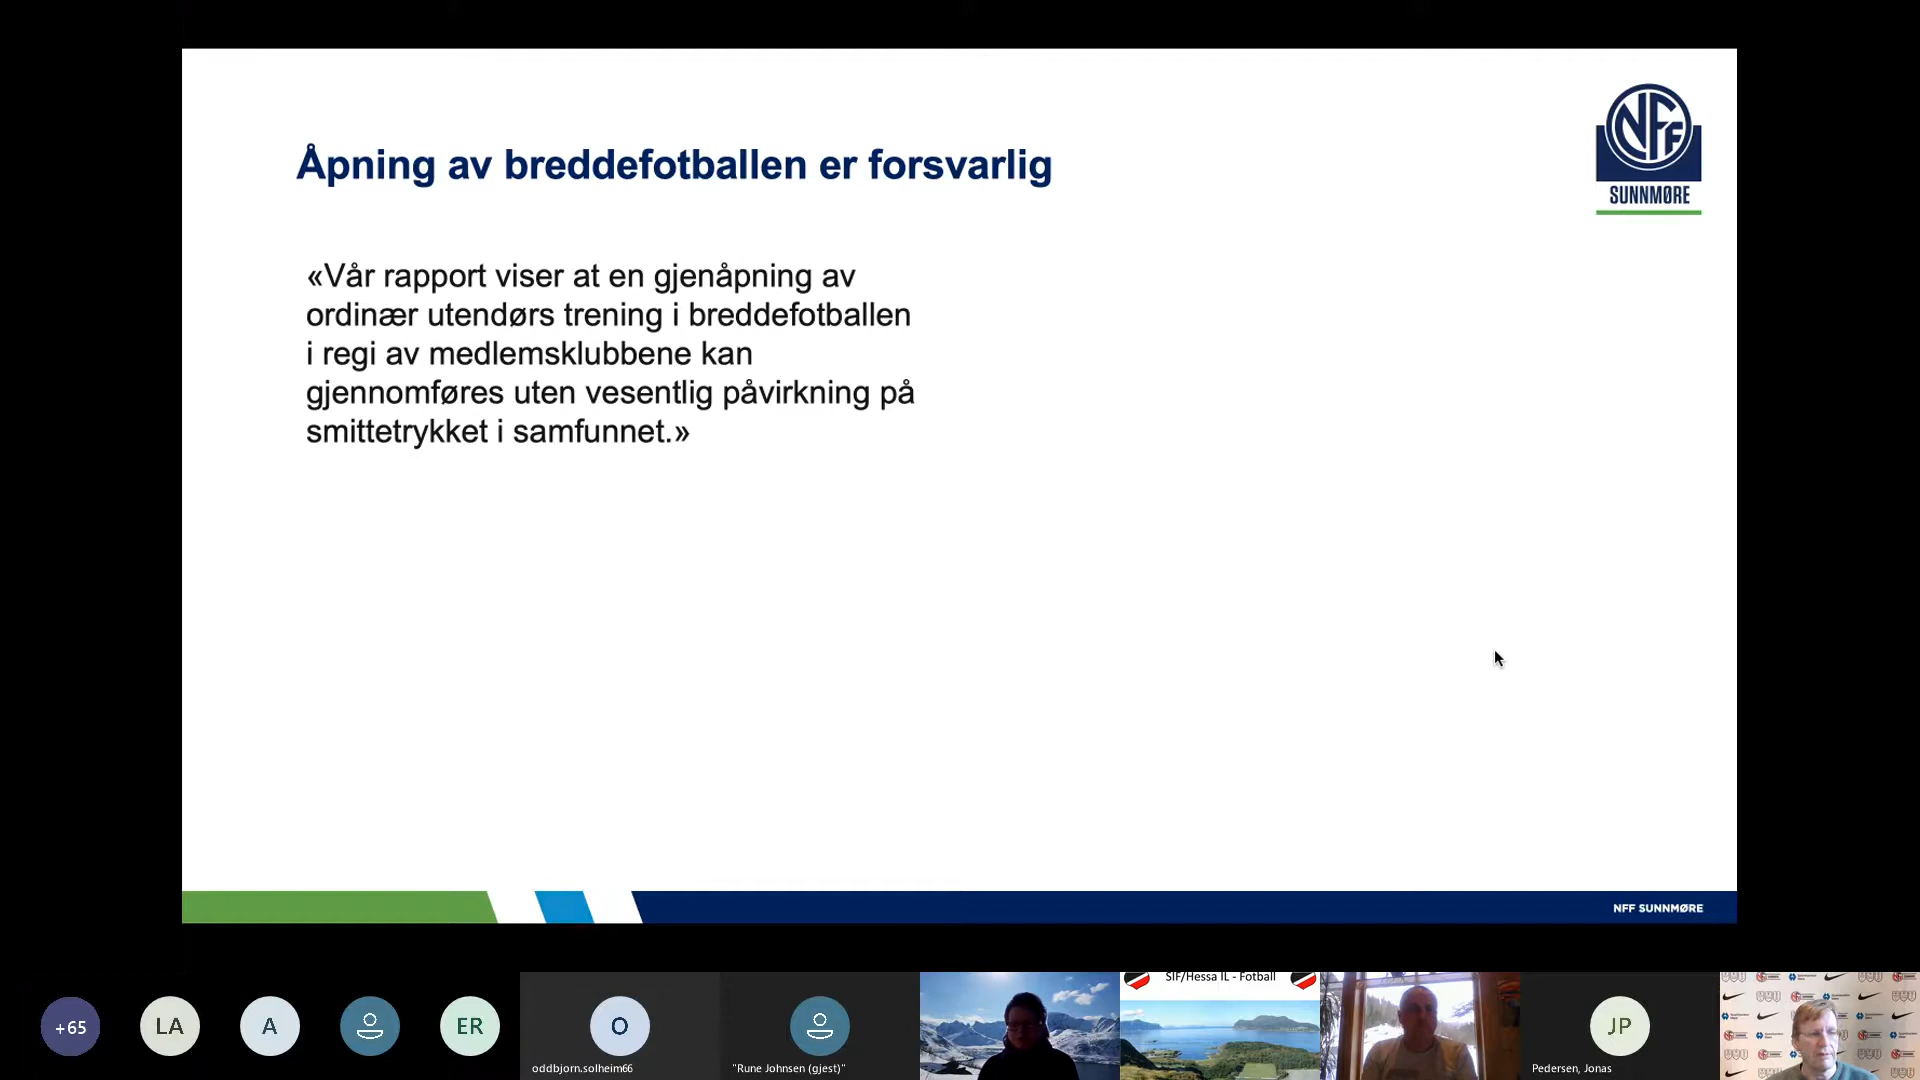 NFF
SUNNMØRE
Åpning av breddefotballen er forsvarlig
«Vår rapport viser at en gjenåpning av
ordinær utendørs trening i breddefotballen
i regi av medlemsklubbene kan
gjennomføres uten vesentlig påvirkning på
smittetrykket i samfunnet.»
NFF SUNNMØRE
+65
LA
A
ER
O
oddbjorn.solheim66
"Rune Johnsen (gjest)"
SIF/Hessa IL - Fotball
JP
Pedersen, Jonas